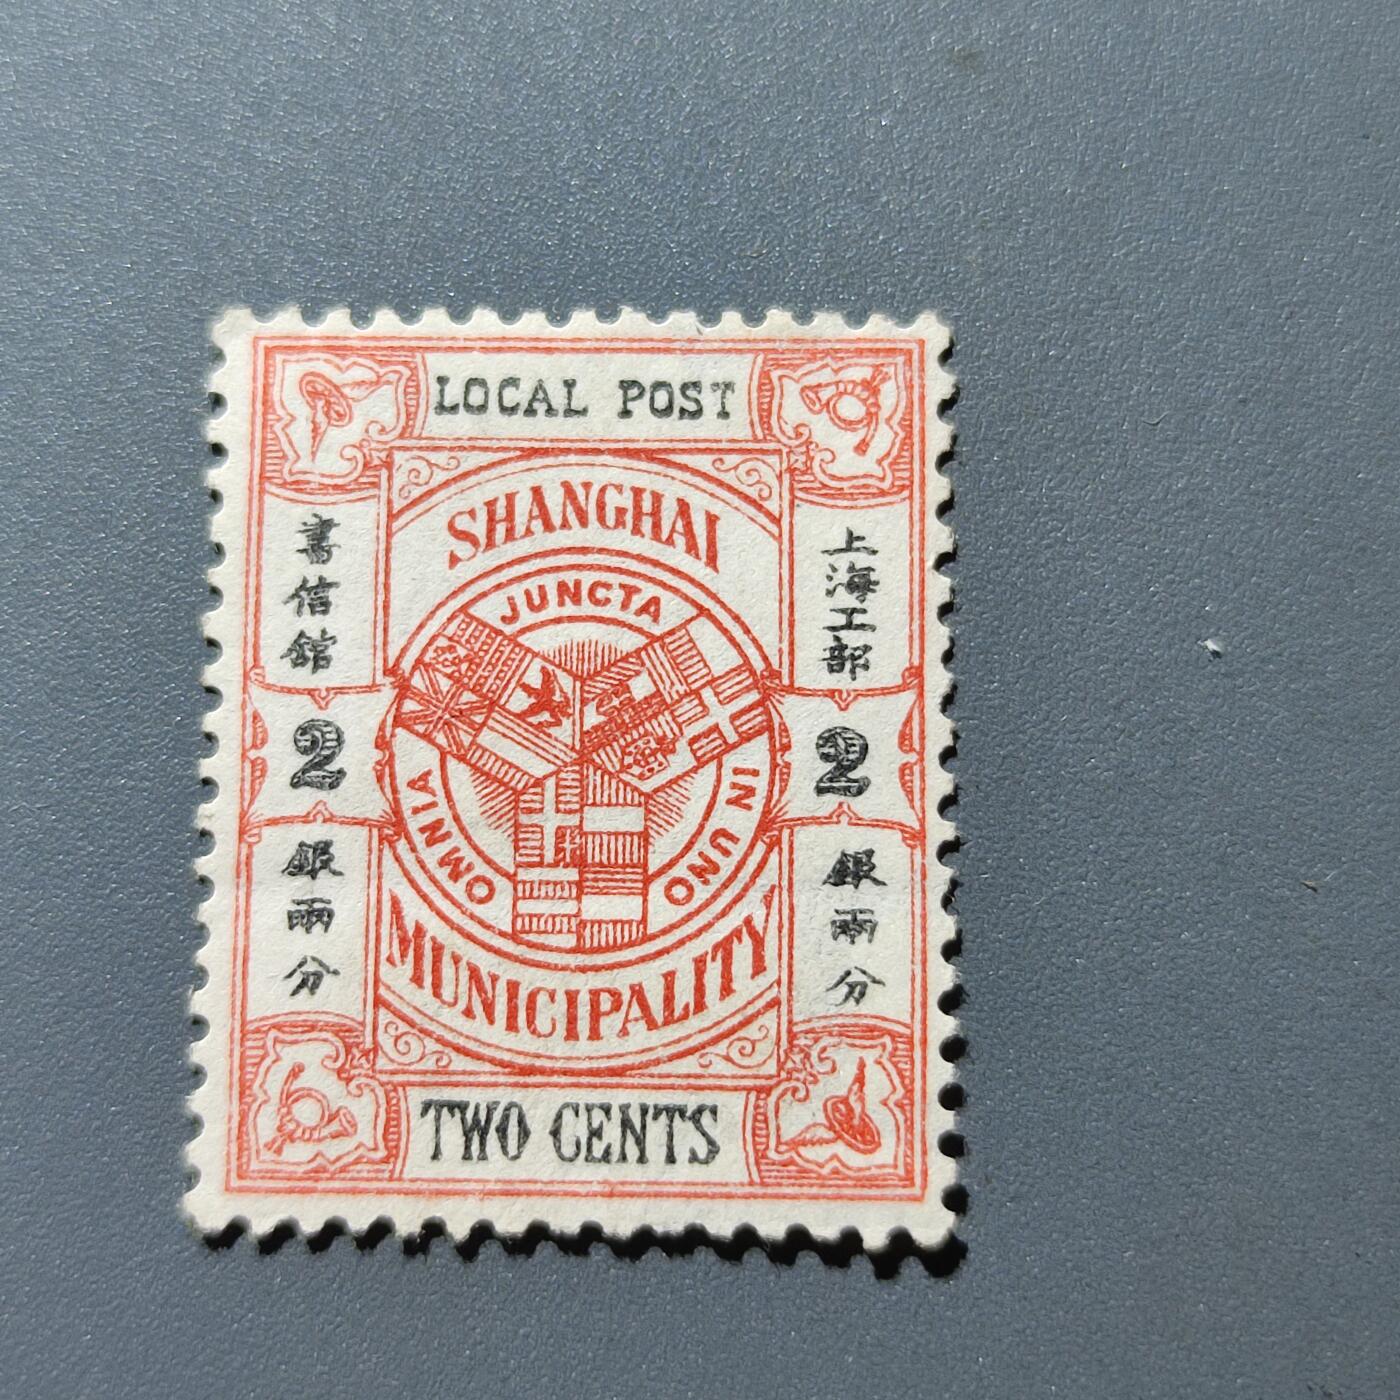 LOCAL POST
SHANGHAI
OMNIA JUNCTA IN UNO
上海工部
書信館
2
2
銀兩分
銀兩分
MUNICIPALITY
TWO CENTS